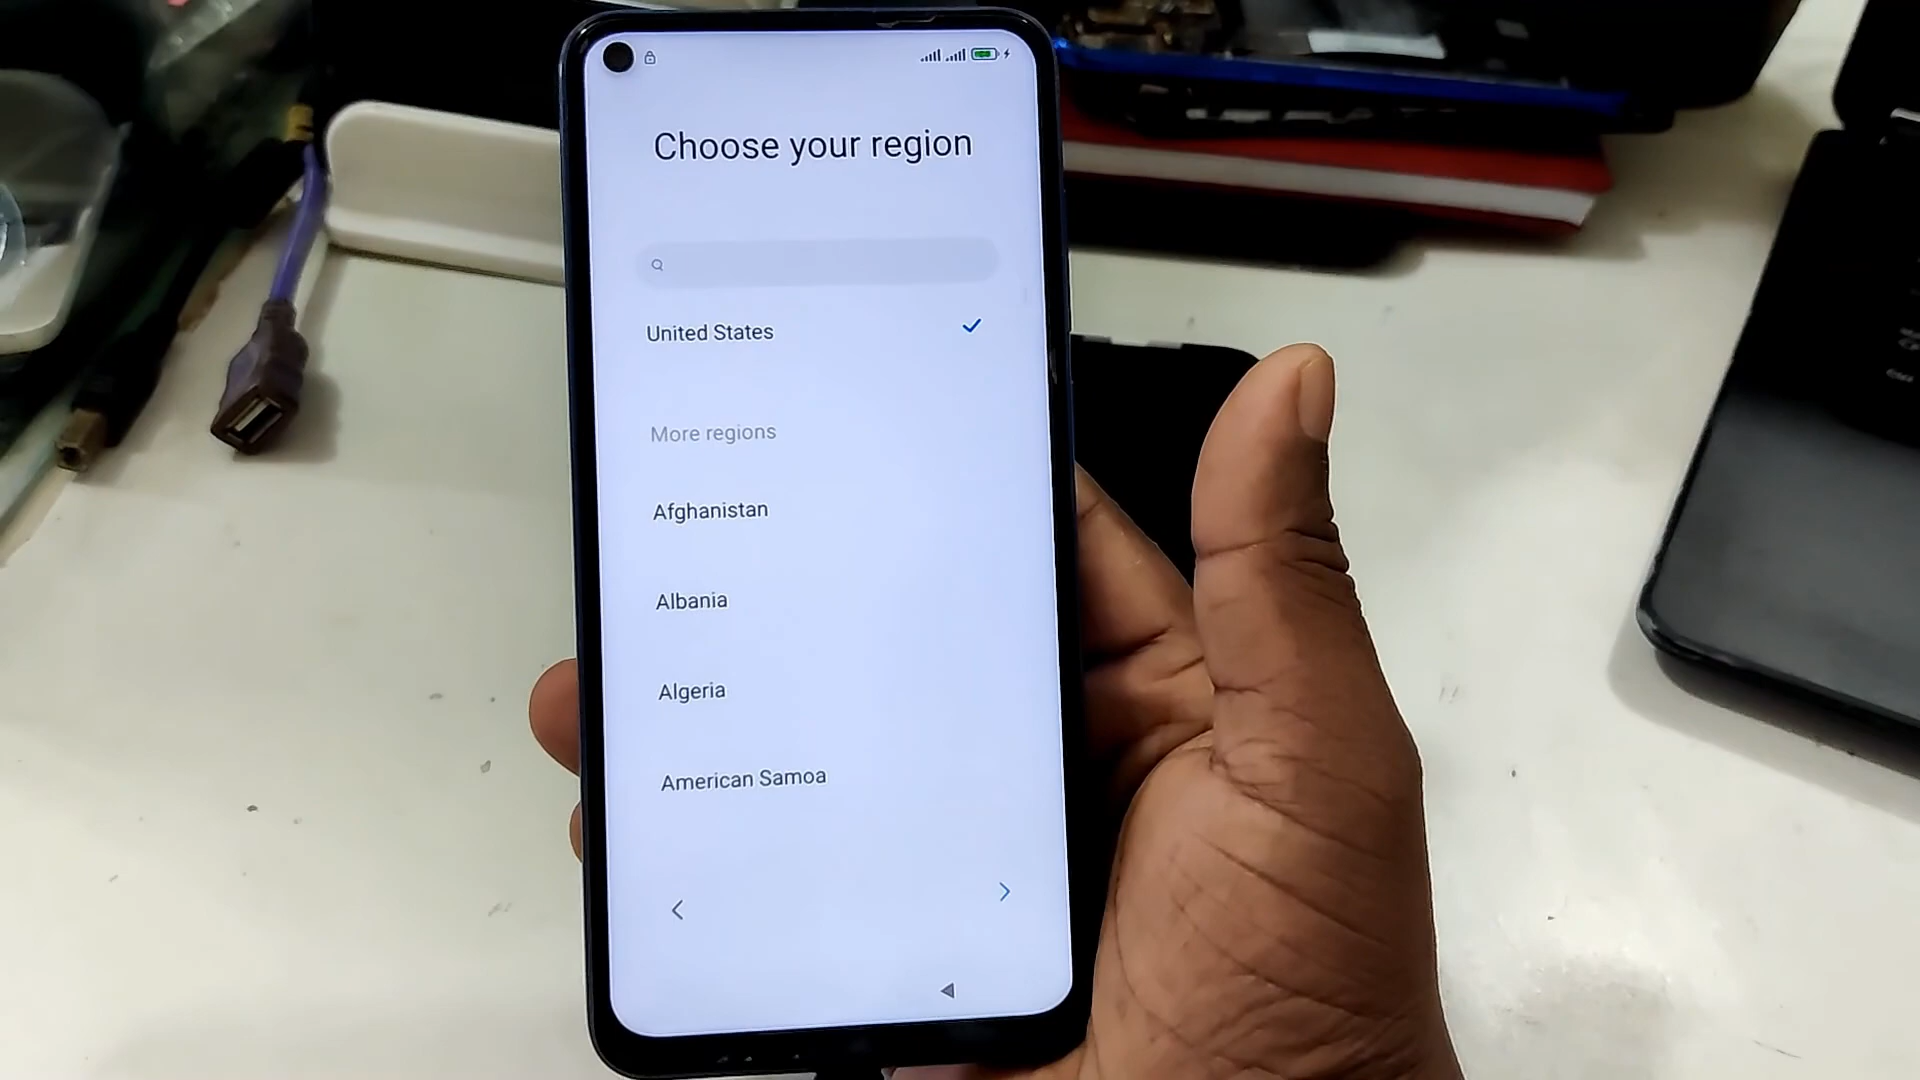 Choose your region
United States
More regions
Afghanistan
Albania
Algeria
American Samoa